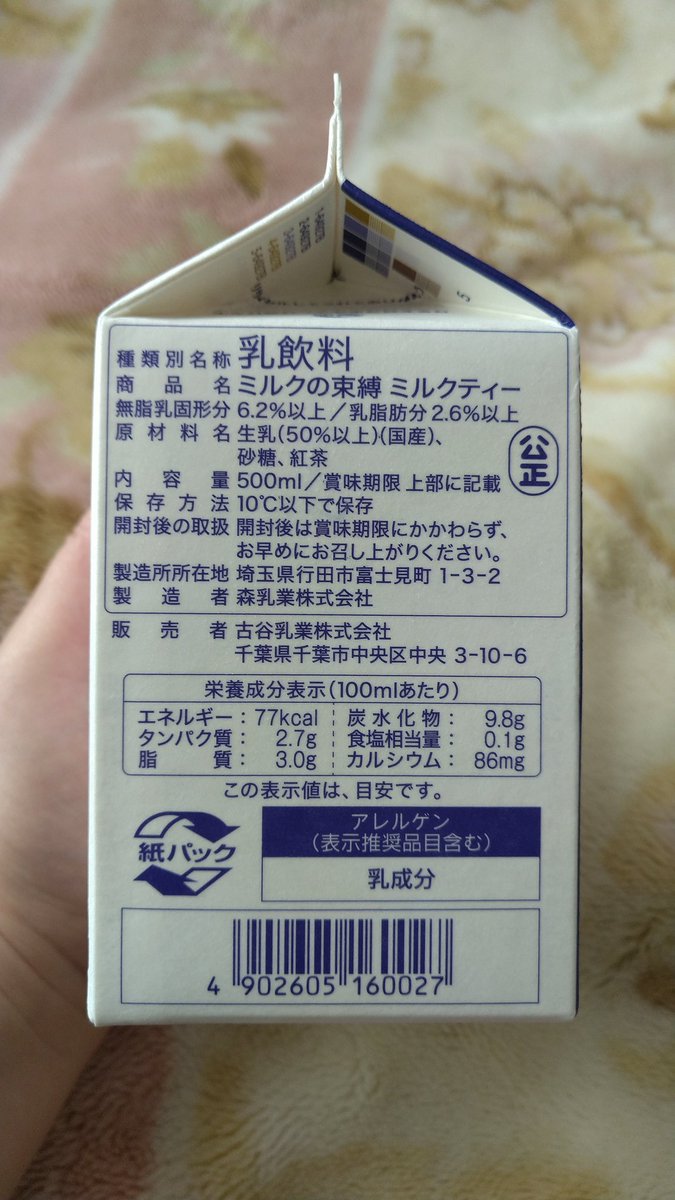 種類別名称 乳飲料
商品名 ミルクの束縛 ミルクティー
無脂乳固形分 6.2%以上／乳脂肪分 2.6%以上
原材料名 生乳(50%以上)(国産)、
砂糖、紅茶
公正
内容量 500ml／賞味期限 上部に記載
保存方法 10℃以下で保存
開封後の取扱 開封後は賞味期限にかかわらず、
お早めにお召し上がりください。
製造所所在地 埼玉県行田市富士見町 1-3-2
製造者 森乳業株式会社
販売者 古谷乳業株式会社
千葉県千葉市中央区中央 3-10-6
栄養成分表示(100mlあたり)
エネルギー：77kcal 炭水化物：9.8g
タンパク質：2.7g 食塩相当量：0.1g
脂質：3.0g カルシウム：86mg
この表示値は、目安です。
紙パック
アレルゲン
(表示推奨品目含む)
乳成分
4 902605 160027